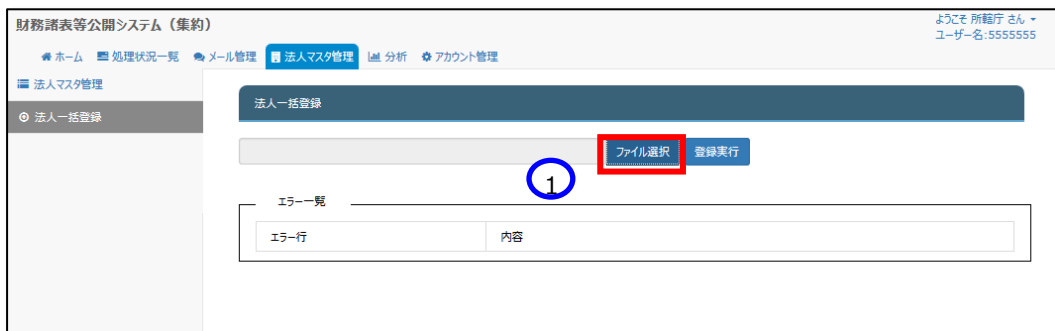 財務諸表等公開システム（集約）
ようこそ 所轄庁 さん
ユーザー名:5555555
ホーム 処理状況一覧 メール管理 法人マスタ管理 分析 アカウント管理
法人マスタ管理
法人一括登録
法人一括登録
ファイル選択 登録実行
1
エラー一覧
エラー行 内容